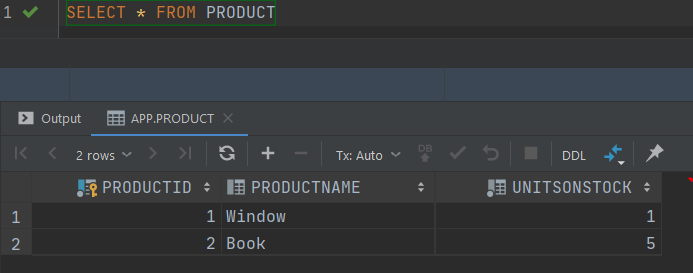 1 SELECT * FROM PRODUCT
Output APP.PRODUCT
2 rows Tx: Auto DB DDL
PRODUCTID PRODUCTNAME UNITSONSTOCK
1 1 Window 1
2 2 Book 5